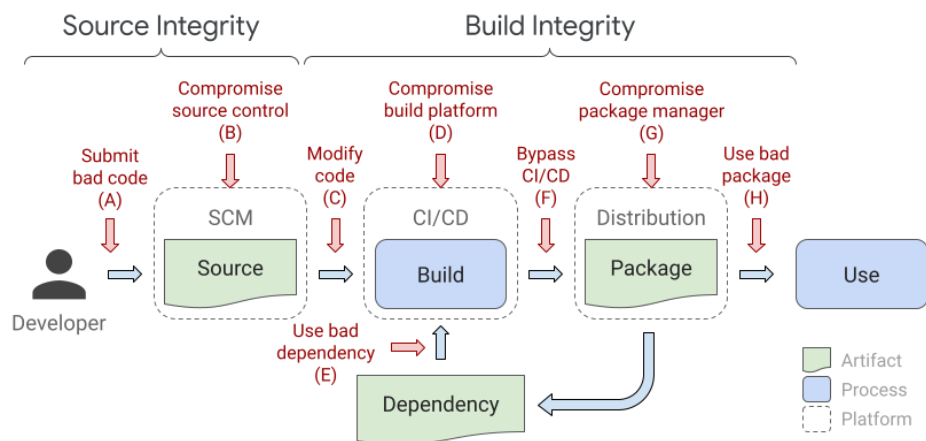 Source Integrity
Build Integrity
Compromise
source control
(B)
Compromise
build platform
(D)
Compromise
package manager
(G)
Submit
bad code
(A)
Modify
code
(C)
Bypass
CI/CD
(F)
Use bad
package
(H)
SCM
CI/CD
Distribution
Source
Build
Package
Use
Developer
Use bad
dependency
(E)
Dependency
Artifact
Process
Platform